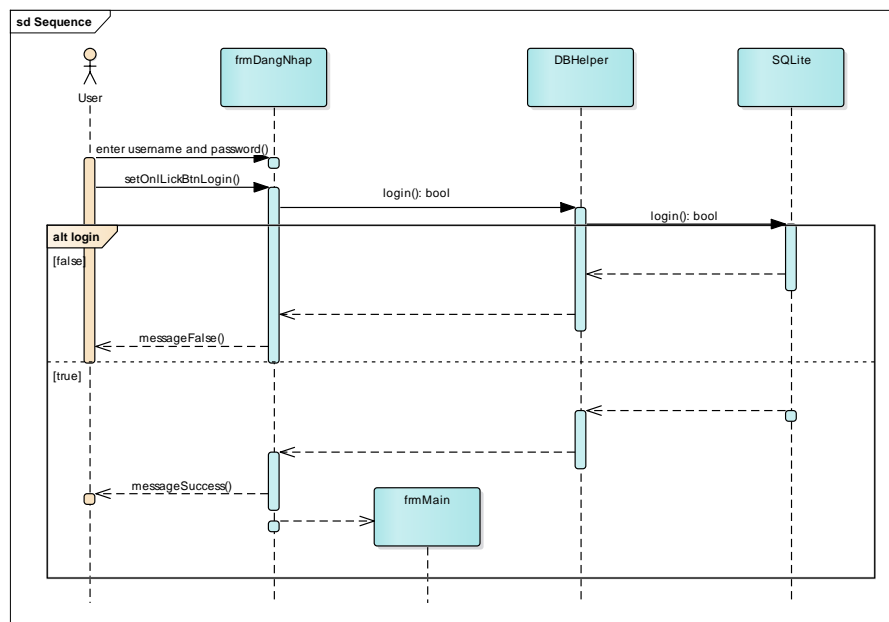 sd Sequence
frmDangNhap
DBHelper
SQLite
User
enter username and password()
setOnlLickBtnLogin()
login(): bool
login(): bool
alt login
[false]
messageFalse()
[true]
messageSuccess()
frmMain